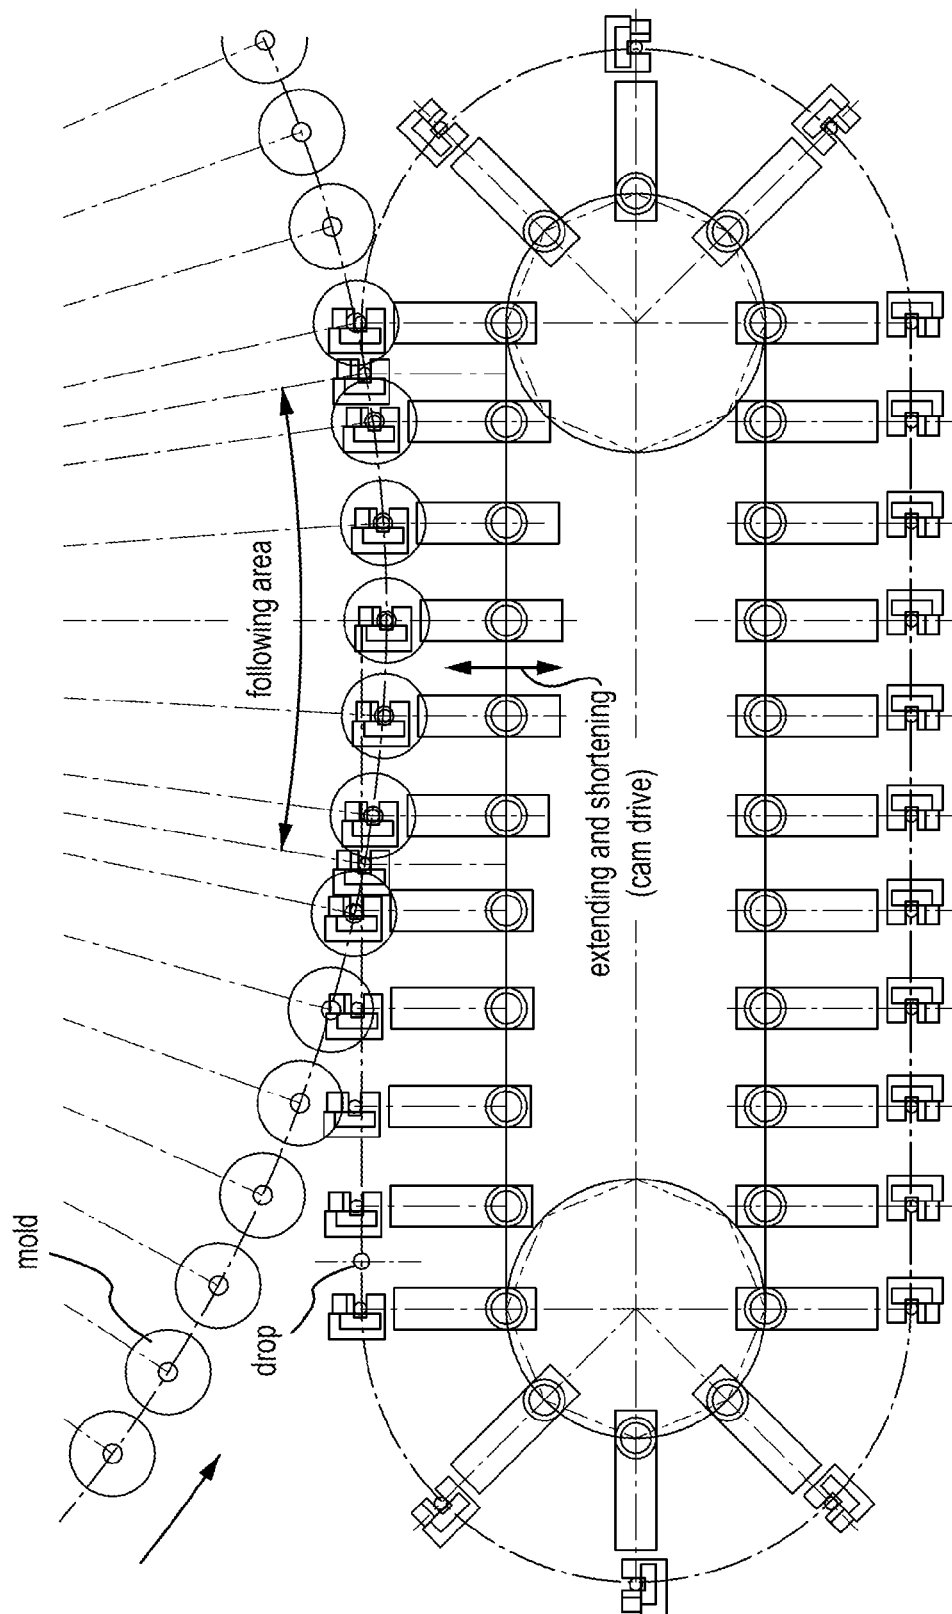 mold
drop
following area
extending and shortening
(cam drive)